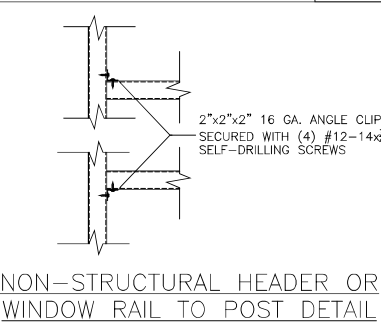 2"x2"x2" 16 GA. ANGLE CLIP
SECURED WITH (4) #12-14x
SELF-DRILLING SCREWS
NON-STRUCTURAL HEADER OR
WINDOW RAIL TO POST DETAIL